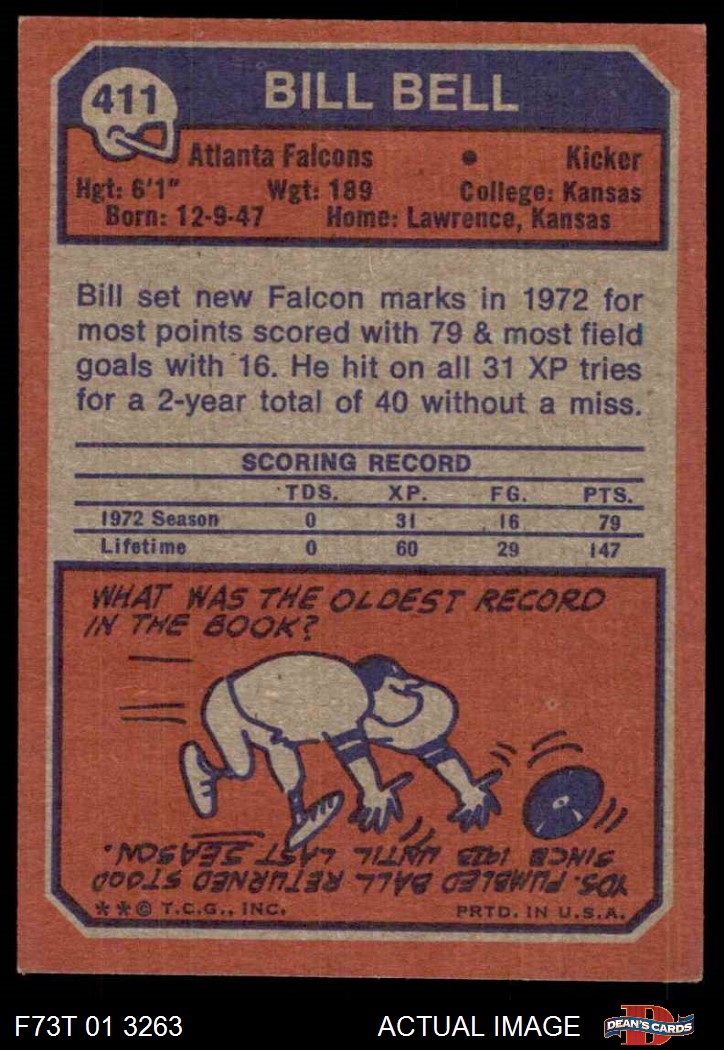 411
BILL BELL
Atlanta Falcons • Kicker
Hgt: 6'1" Wgt: 189 College: Kansas
Born: 12-9-47 Home: Lawrence, Kansas
Bill set new Falcon marks in 1972 for
most points scored with 79 & most field
goals with 16. He hit on all 31 XP tries
for a 2-year total of 40 without a miss.
SCORING RECORD
TDS. XP. FG. PTS.
1972 Season 0 31 16 79
Lifetime 0 60 29 147
WHAT WAS THE OLDEST RECORD
IN THE BOOK?
YDS. FUMBLED BALL RETURNED STOOD
SINCE 1923 UNTIL LAST SEASON.
**© T.C.G., INC. PRTD. IN U.S.A.
F73T 01 3263 ACTUAL IMAGE
D
DEAN'S CARDS